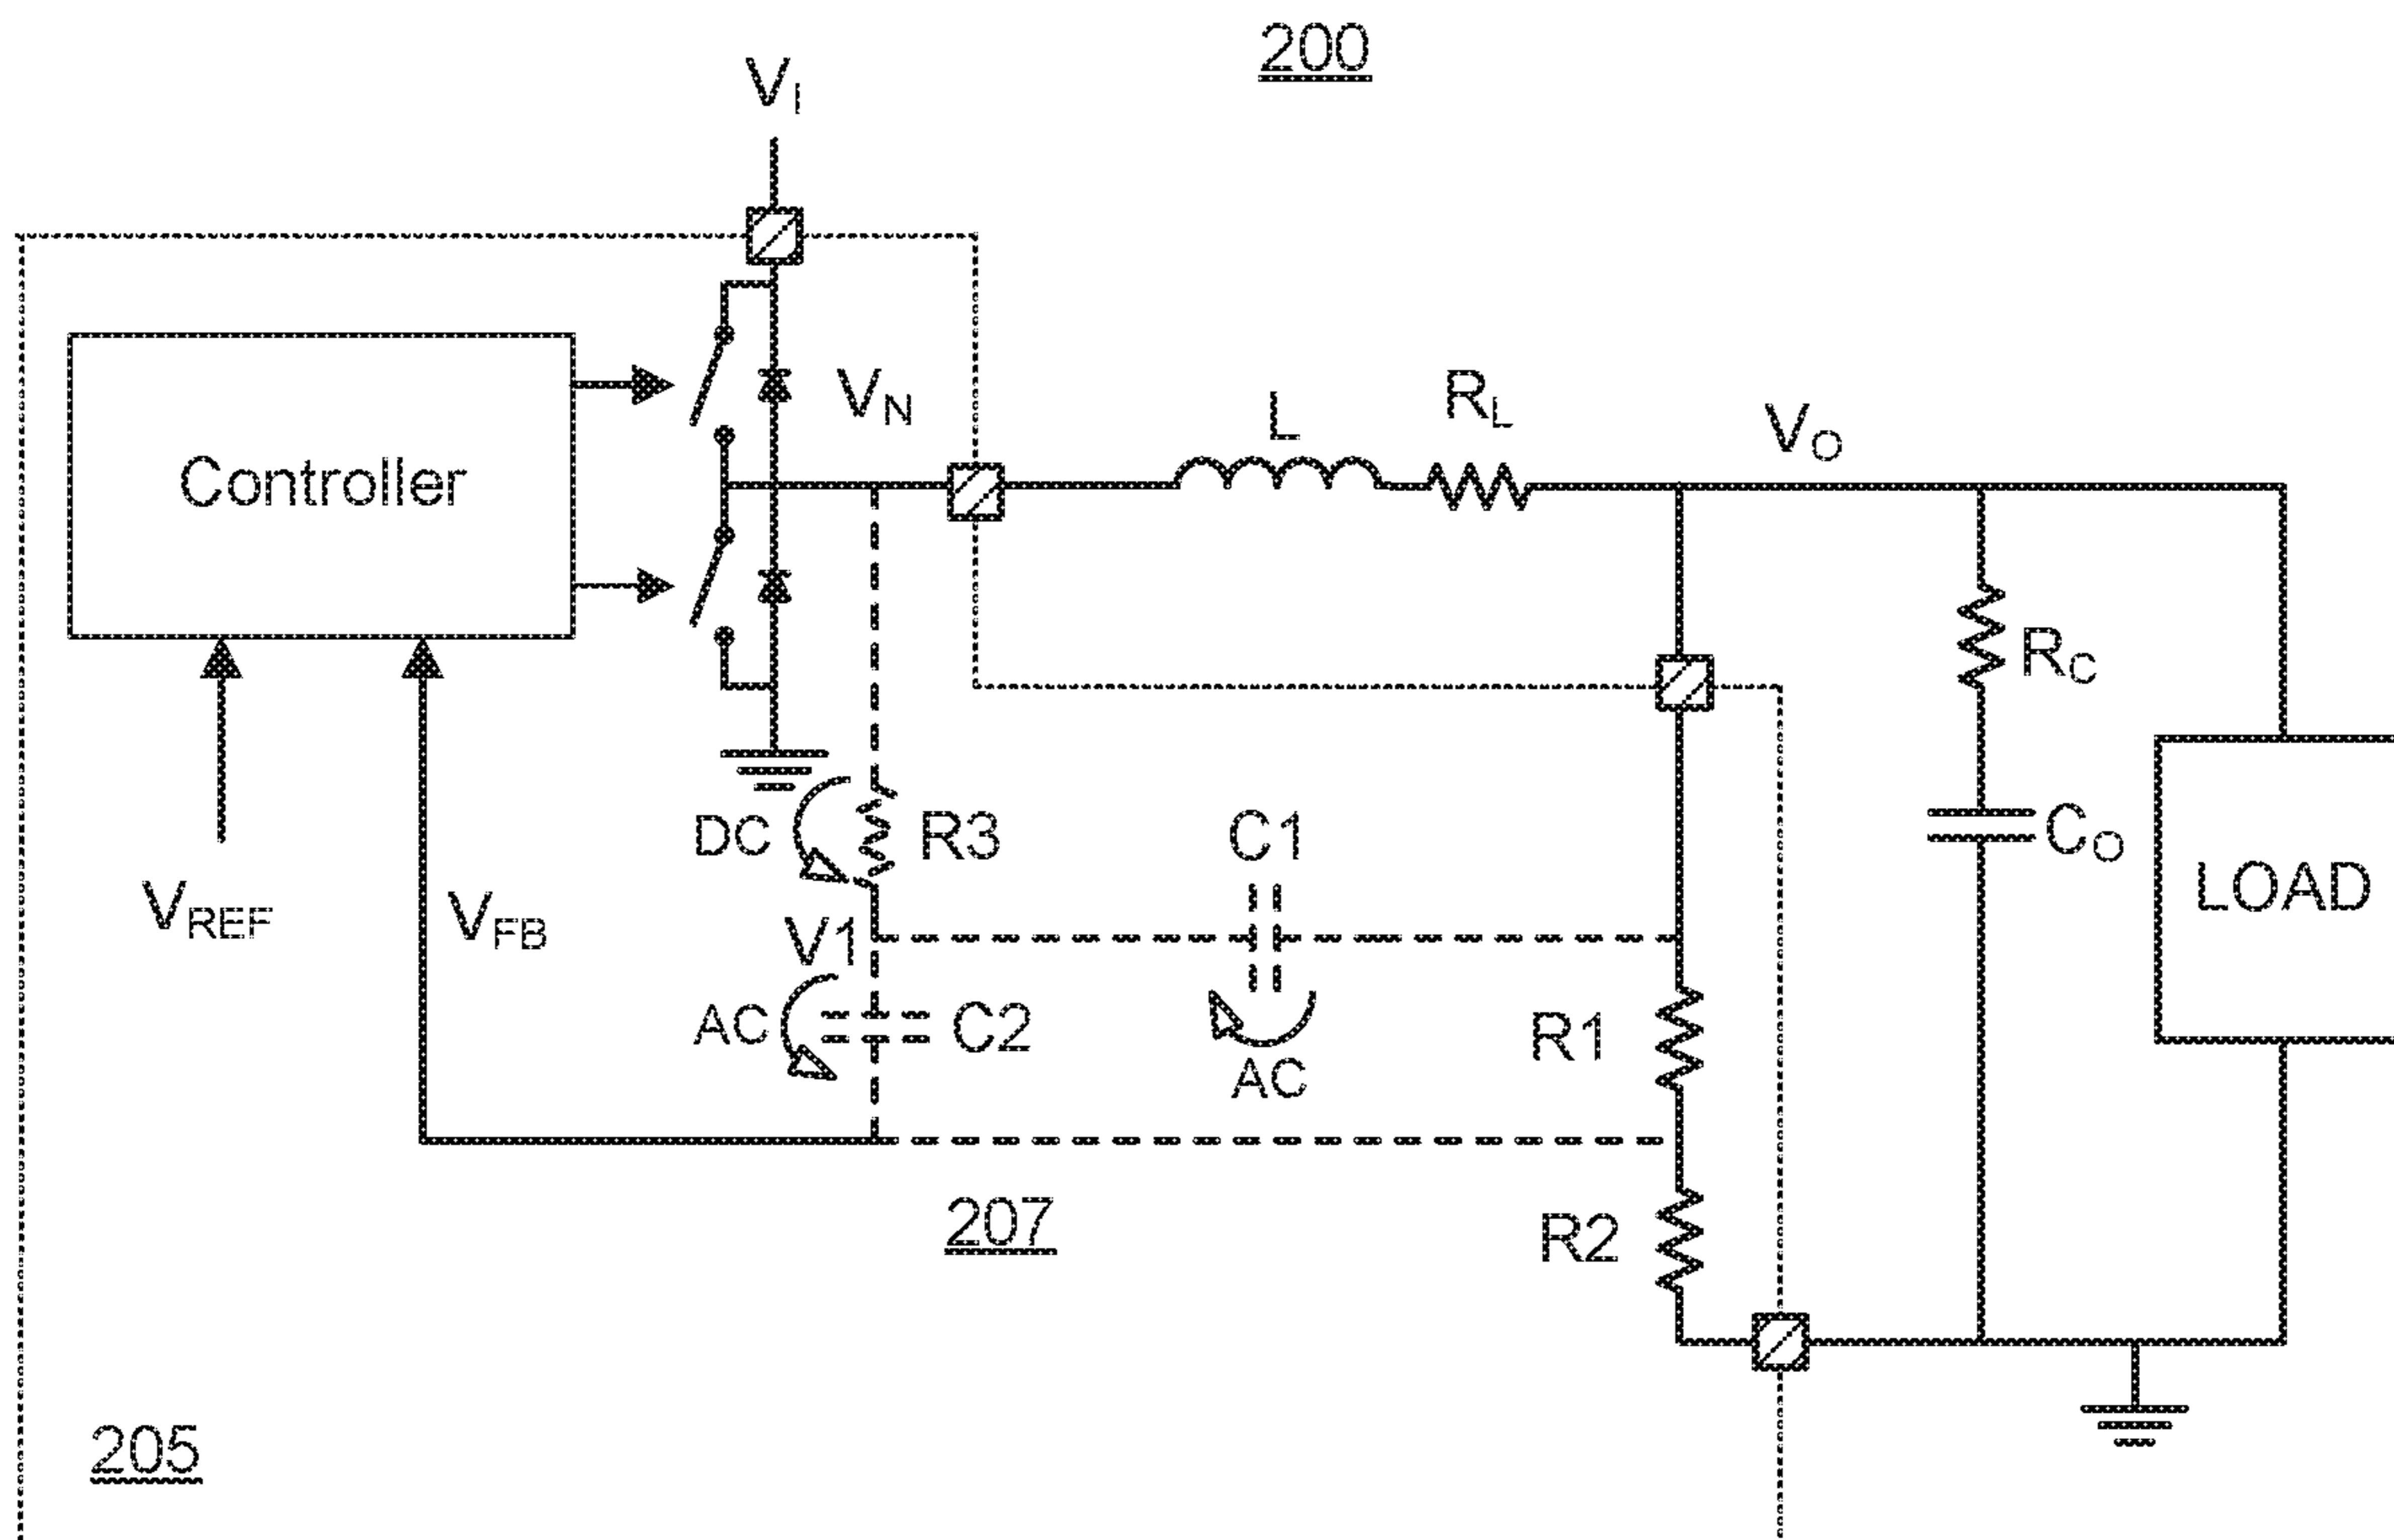 200
V_I
V_N
L
R_L
V_O
Controller
R_C
DC
R3
C1
C_O
LOAD
V_REF
V_FB
V1
AC
C2
R1
AC
207
R2
205